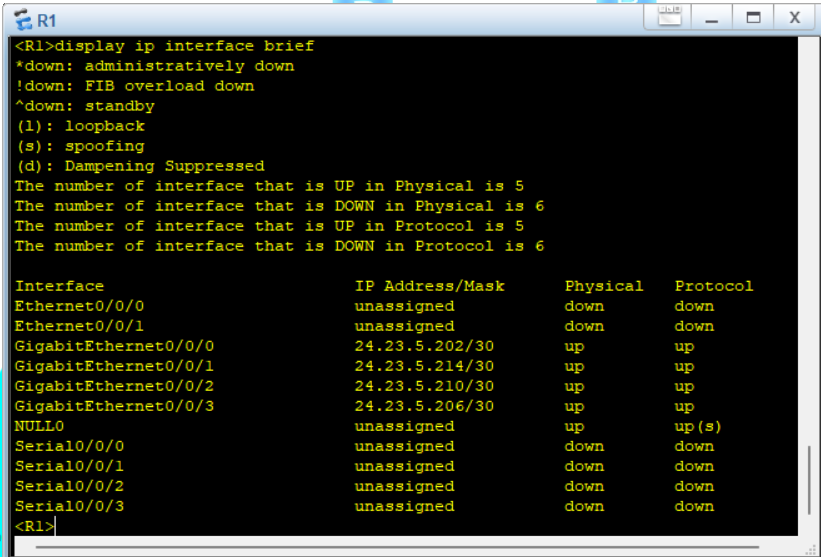 R1
<R1>display ip interface brief
*down: administratively down
!down: FIB overload down
^down: standby
(l): loopback
(s): spoofing
(d): Dampening Suppressed
The number of interface that is UP in Physical is 5
The number of interface that is DOWN in Physical is 6
The number of interface that is UP in Protocol is 5
The number of interface that is DOWN in Protocol is 6
Interface IP Address/Mask Physical Protocol
Ethernet0/0/0 unassigned down down
Ethernet0/0/1 unassigned down down
GigabitEthernet0/0/0 24.23.5.202/30 up up
GigabitEthernet0/0/1 24.23.5.214/30 up up
GigabitEthernet0/0/2 24.23.5.210/30 up up
GigabitEthernet0/0/3 24.23.5.206/30 up up
NULL0 unassigned up up(s)
Serial0/0/0 unassigned down down
Serial0/0/1 unassigned down down
Serial0/0/2 unassigned down down
Serial0/0/3 unassigned down down
<R1>